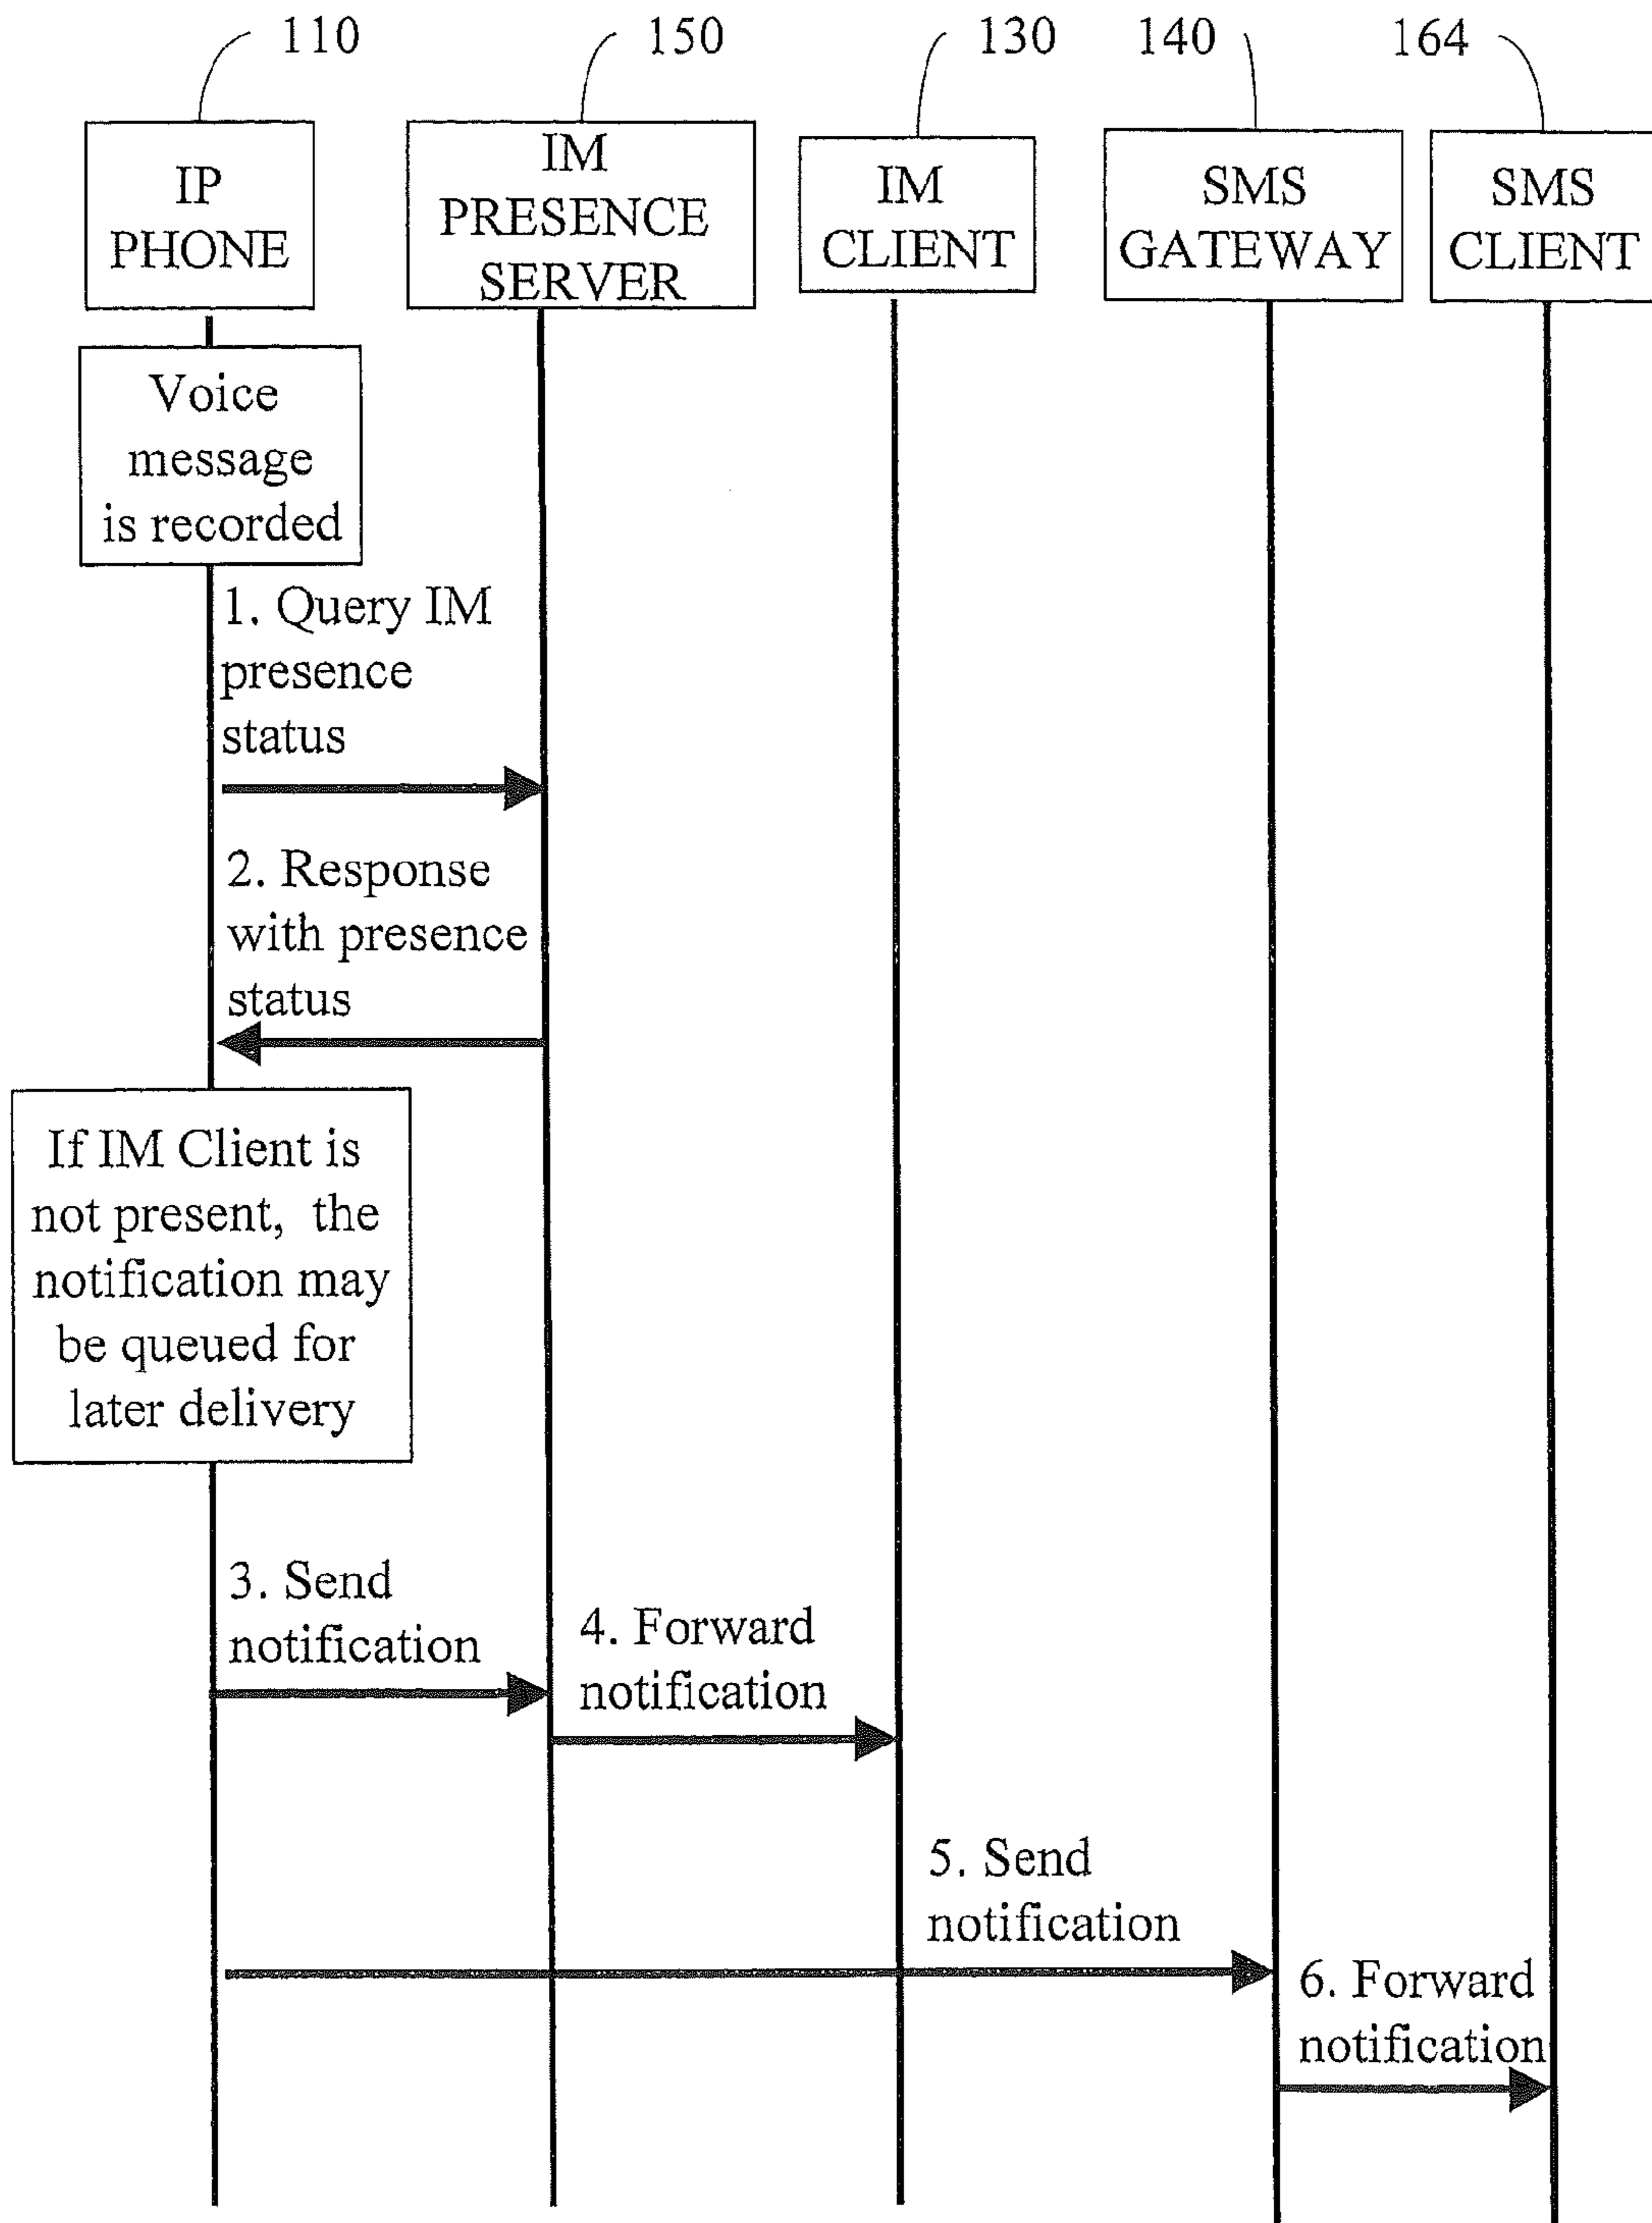 110
150
130
140
164
IP
PHONE
IM
PRESENCE
SERVER
IM
CLIENT
SMS
GATEWAY
SMS
CLIENT
Voice
message
is recorded
1. Query IM
presence
status
2. Response
with presence
status
If IM Client is
not present, the
notification may
be queued for
later delivery
3. Send
notification
4. Forward
notification
5. Send
notification
6. Forward
notification